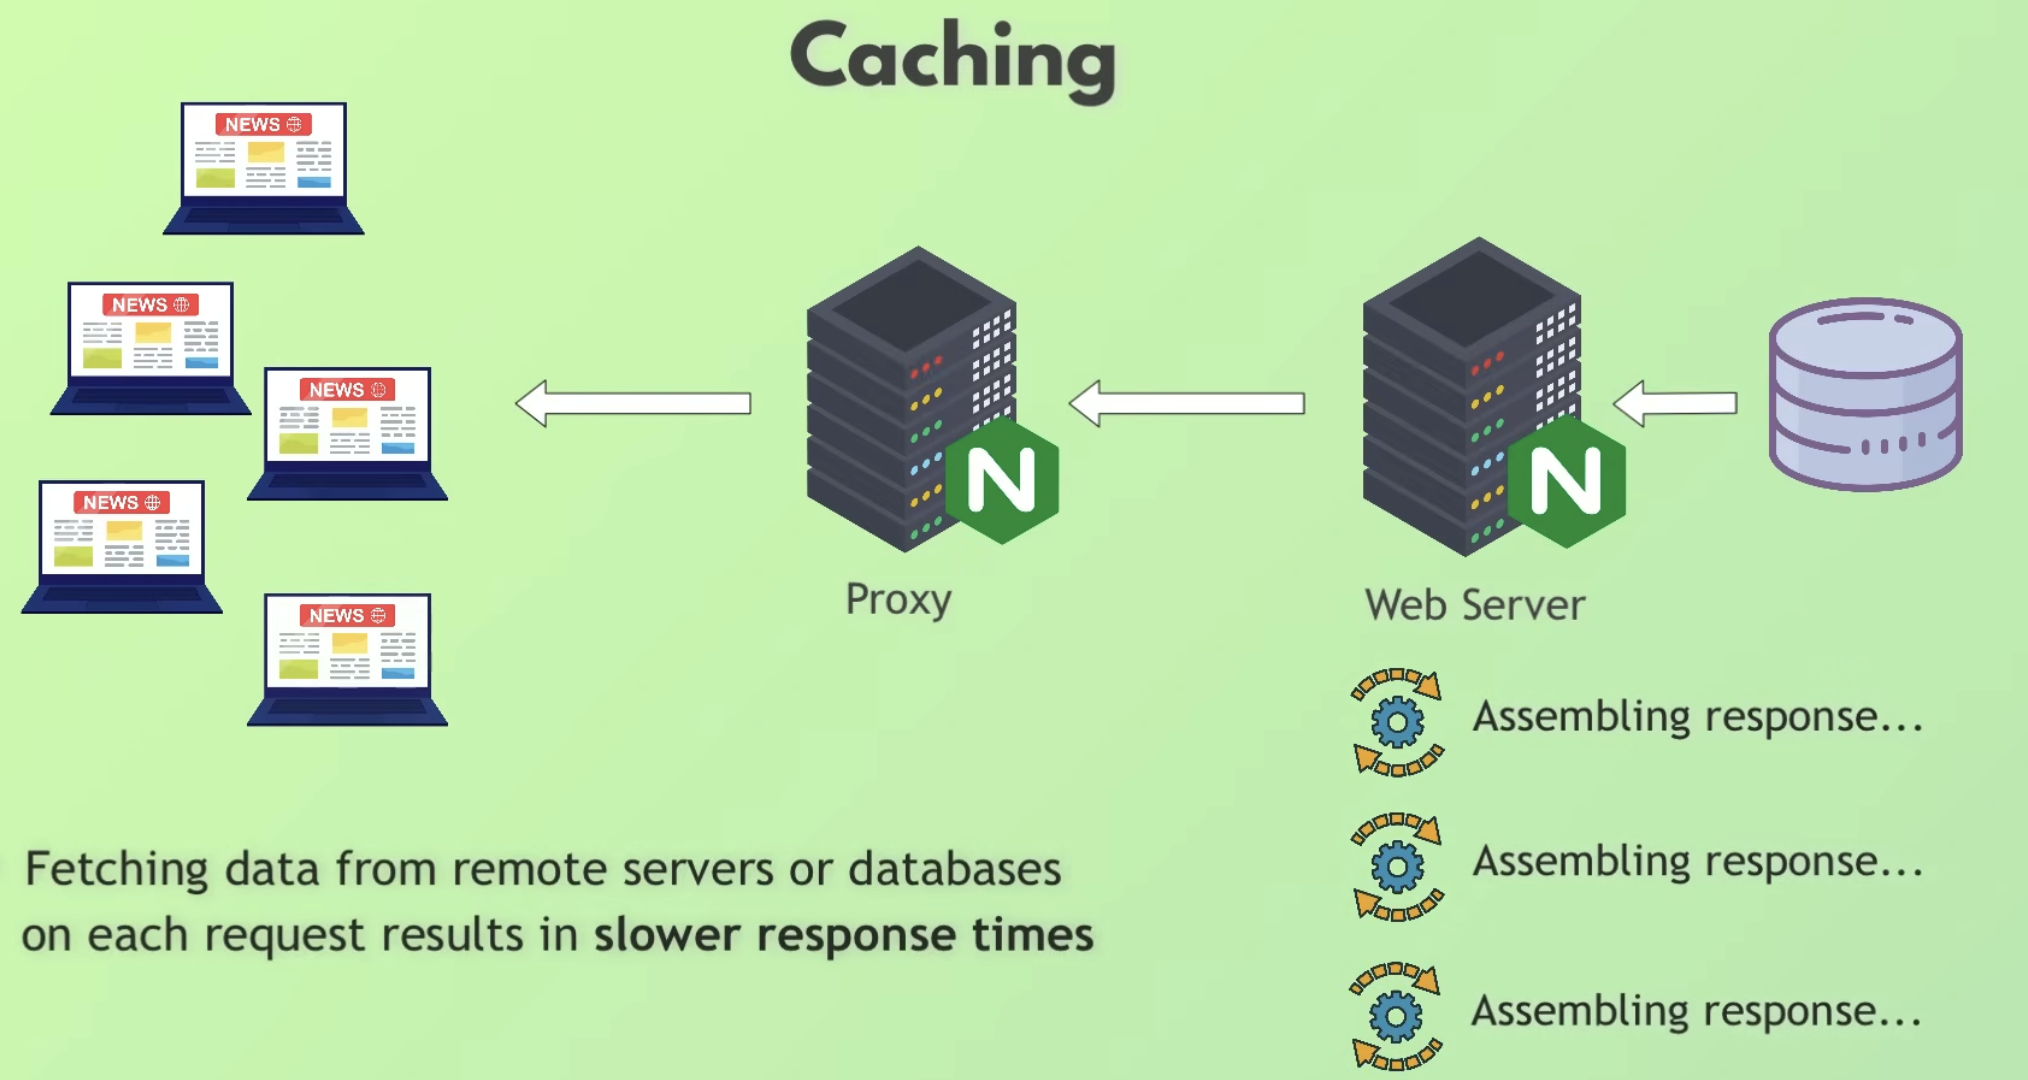 Caching
NEWS
NEWS
NEWS
NEWS
NEWS
N
N
Proxy
Web Server
Assembling response...
Assembling response...
Assembling response...
Fetching data from remote servers or databases
on each request results in slower response times